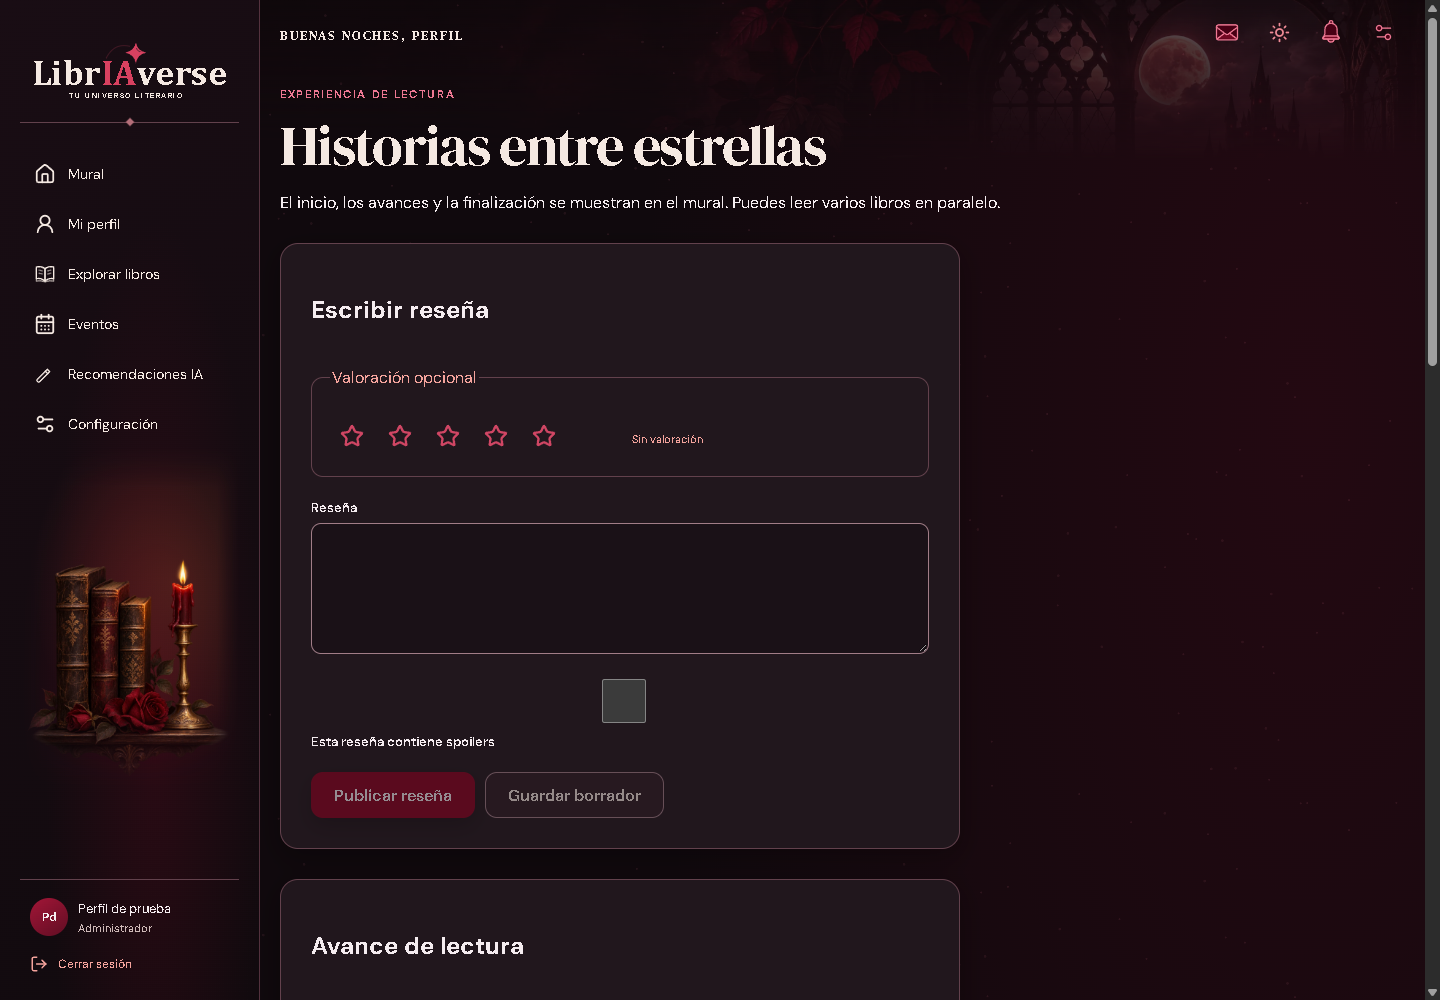 LibrIAverse
TU UNIVERSO LITERARIO
Mural
Mi perfil
Explorar libros
Eventos
Recomendaciones IA
Configuración
Pd
Perfil de prueba
Administrador
Cerrar sesión
BUENAS NOCHES, PERFIL
EXPERIENCIA DE LECTURA
Historias entre estrellas
El inicio, los avances y la finalización se muestran en el mural. Puedes leer varios libros en paralelo.
Escribir reseña
Valoración opcional
Sin valoración
Reseña
Esta reseña contiene spoilers
Publicar reseña
Guardar borrador
Avance de lectura